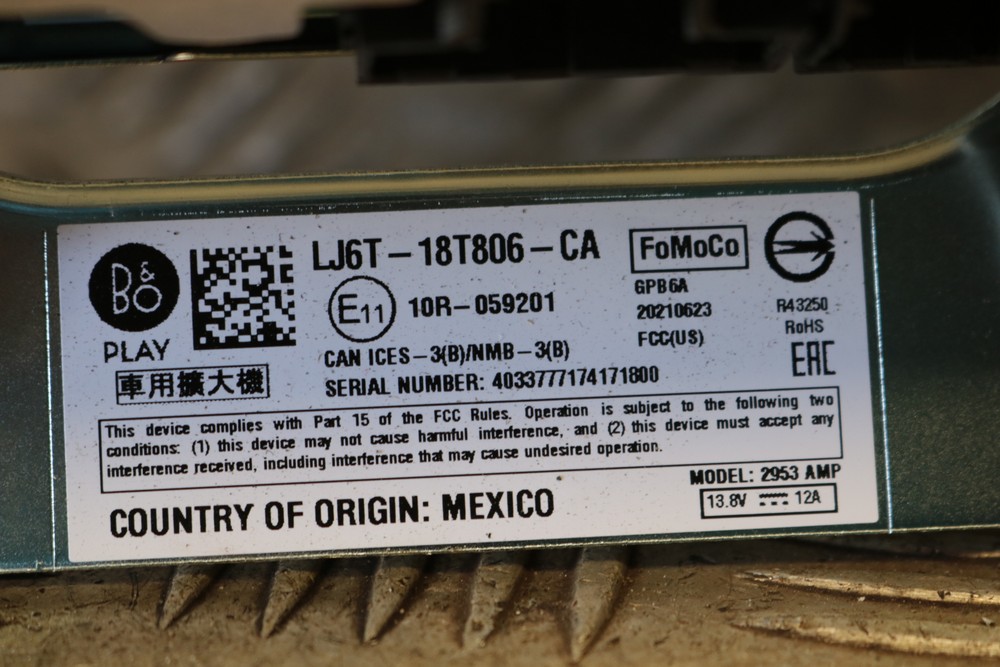 B&O
PLAY
車用擴大機
LJ6T-18T806-CA
E11 10R-059201
CAN ICES-3(B)/NMB-3(B)
SERIAL NUMBER: 4033777174171800
FoMoCo
GPB6A
20210623
FCC(US)
R43250
RoHS
EAC
This device complies with Part 15 of the FCC Rules. Operation is subject to the following two
conditions: (1) this device may not cause harmful interference, and (2) this device must accept any
interference received, including interference that may cause undesired operation.
COUNTRY OF ORIGIN: MEXICO
MODEL: 2953 AMP
13.8V 12A